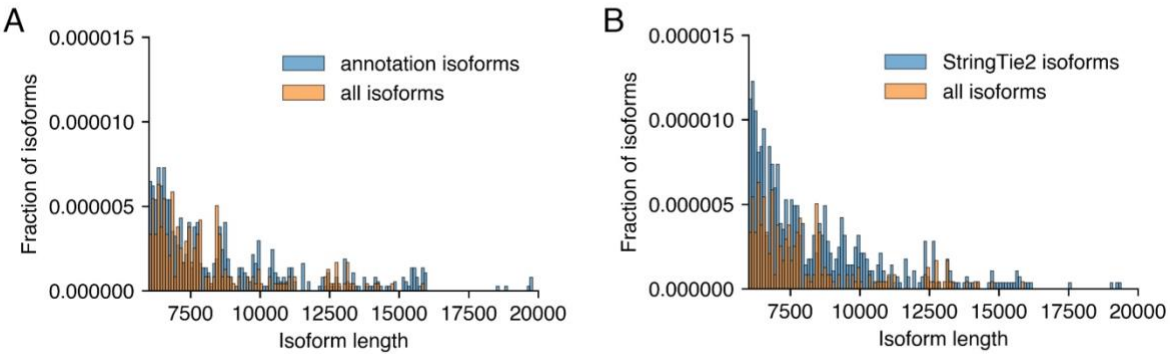 A
0.000015
0.000010
0.000005
0.000000
Fraction of isoforms
annotation isoforms
all isoforms
7500 10000 12500 15000 17500 20000
Isoform length
B
0.000015
0.000010
0.000005
0.000000
Fraction of isoforms
StringTie2 isoforms
all isoforms
7500 10000 12500 15000 17500 20000
Isoform length